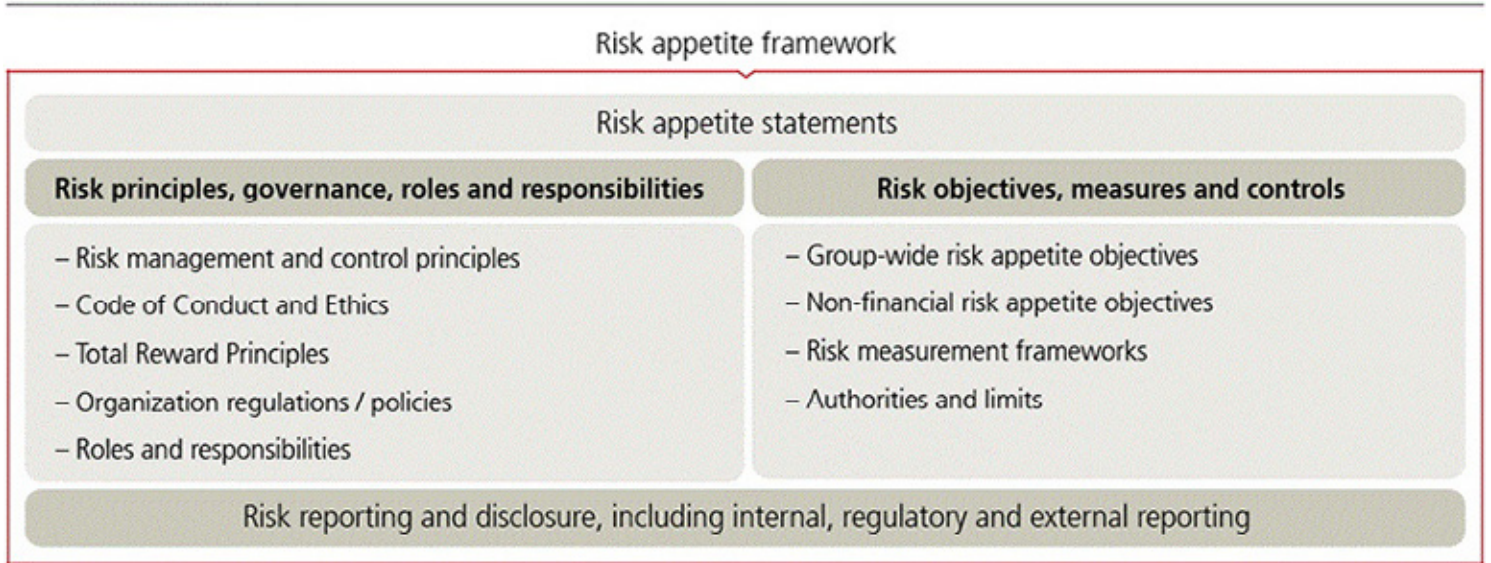 Risk appetite framework
Risk appetite statements
Risk principles, governance, roles and responsibilities
– Risk management and control principles
– Code of Conduct and Ethics
– Total Reward Principles
– Organization regulations / policies
– Roles and responsibilities
Risk objectives, measures and controls
– Group-wide risk appetite objectives
– Non-financial risk appetite objectives
– Risk measurement frameworks
– Authorities and limits
Risk reporting and disclosure, including internal, regulatory and external reporting